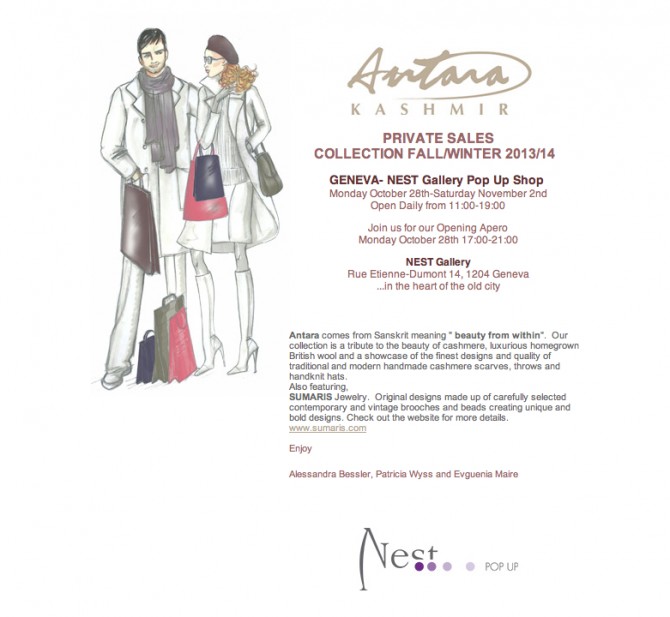 Antara
KASHMIR
PRIVATE SALES
COLLECTION FALL/WINTER 2013/14
GENEVA- NEST Gallery Pop Up Shop
Monday October 28th-Saturday November 2nd
Open Daily from 11:00-19:00
Join us for our Opening Apero
Monday October 28th 17:00-21:00
NEST Gallery
Rue Etienne-Dumont 14, 1204 Geneva
...in the heart of the old city
Antara comes from Sanskrit meaning " beauty from within". Our
collection is a tribute to the beauty of cashmere, luxurious homegrown
British wool and a showcase of the finest designs and quality of
traditional and modern handmade cashmere scarves, throws and
handknit hats.
Also featuring,
SUMARIS Jewelry. Original designs made up of carefully selected
contemporary and vintage brooches and beads creating unique and
bold designs. Check out the website for more details.
www.sumaris.com
Enjoy
Alessandra Bessler, Patricia Wyss and Evguenia Maire
Nest POP UP